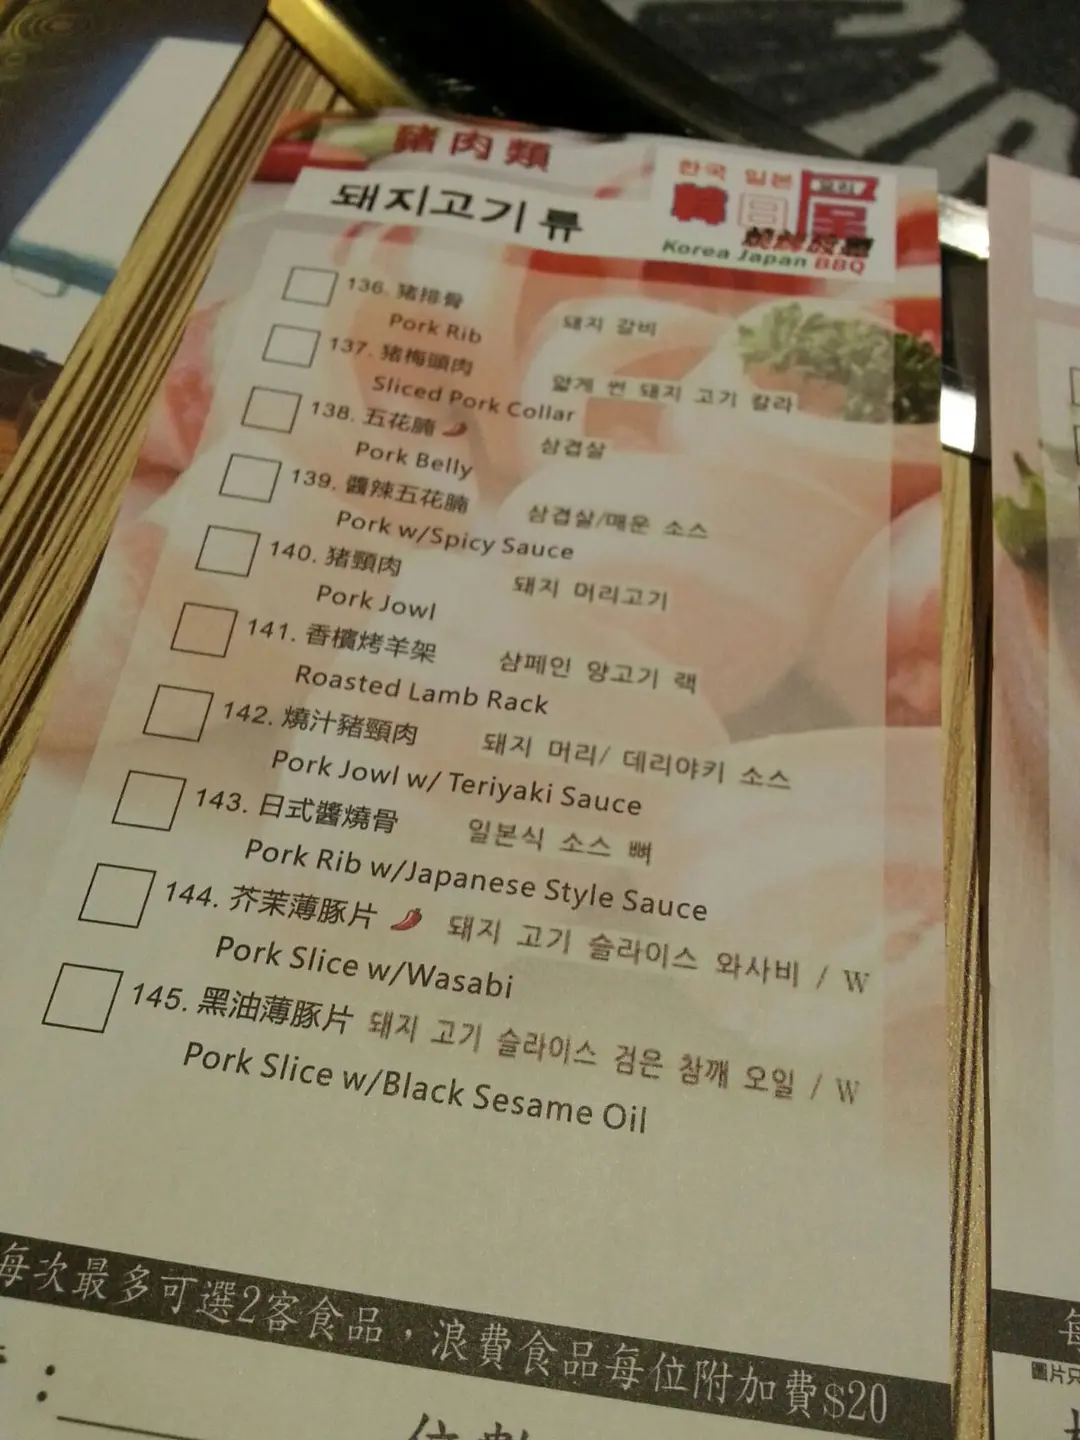 豬肉類
돼지고기 류
한국 일본 요리
韓日屋
Korea Japan BBQ
136. 猪排骨 돼지 갈비
Pork Rib
137. 猪梅頭肉 얇게 썬 돼지 고기 칼라
Sliced Pork Collar
138. 五花腩 삼겹살
Pork Belly
139. 醬辣五花腩 삼겹살/매운 소스
Pork w/Spicy Sauce
140. 猪頸肉 돼지 머리고기
Pork Jowl
141. 香檳烤羊架 샴페인 양고기 랙
Roasted Lamb Rack
142. 燒汁豬頸肉 돼지 머리/ 데리야키 소스
Pork Jowl w/ Teriyaki Sauce
143. 日式醬燒骨 일본식 소스 뼈
Pork Rib w/Japanese Style Sauce
144. 芥茉薄豚片 돼지 고기 슬라이스 와사비 / W
Pork Slice w/Wasabi
145. 黑油薄豚片 돼지 고기 슬라이스 검은 참깨 오일 / W
Pork Slice w/Black Sesame Oil
每次最多可選2客食品，浪費食品每位附加費$20
每
圖片只